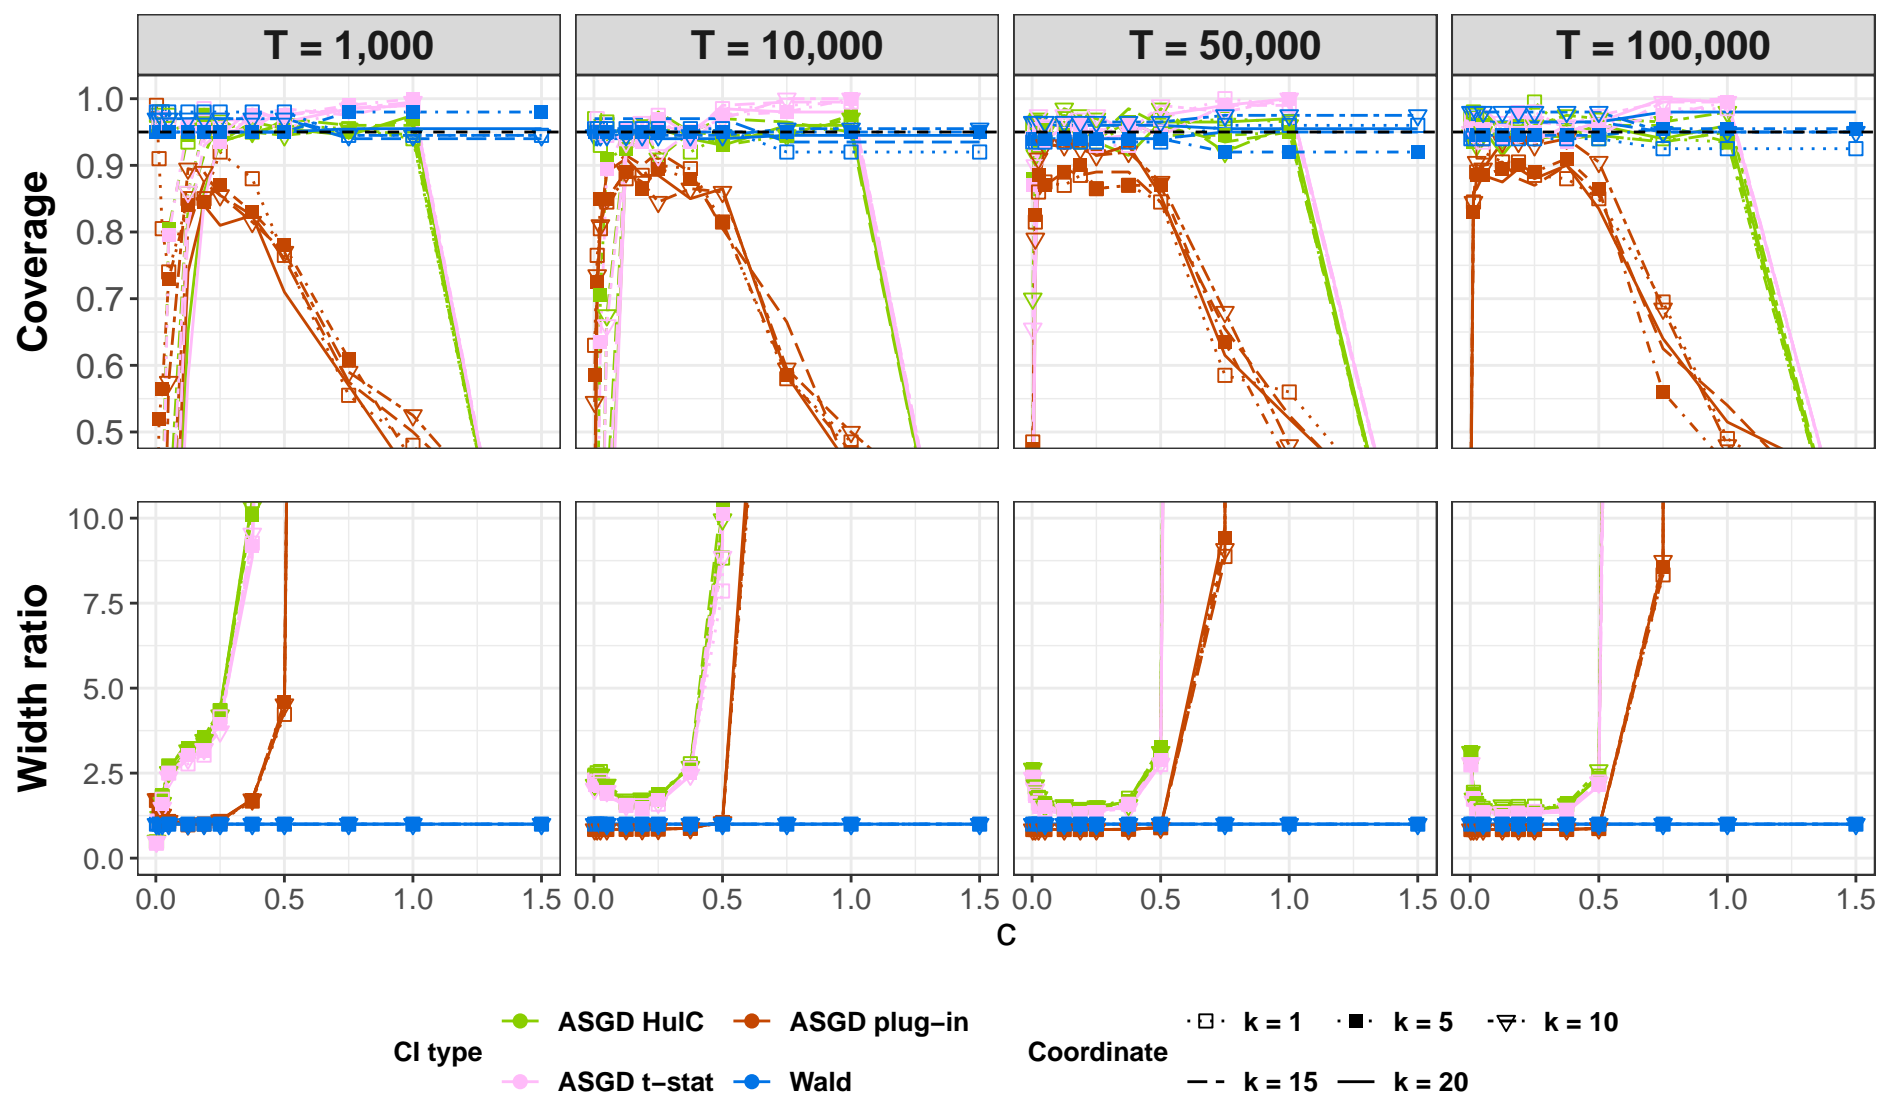 T = 1,000 T = 10,000 T = 50,000 T = 100,000
Coverage
1.0
0.9
0.8
0.7
0.6
0.5
Width ratio
10.0
7.5
5.0
2.5
0.0
0.0 0.5 1.0 1.5 0.0 0.5 1.0 1.5 0.0 0.5 1.0 1.5 0.0 0.5 1.0 1.5
c
CI type
ASGD HulC ASGD plug−in
ASGD t−stat Wald
Coordinate
k = 1 k = 5 k = 10
k = 15 k = 20